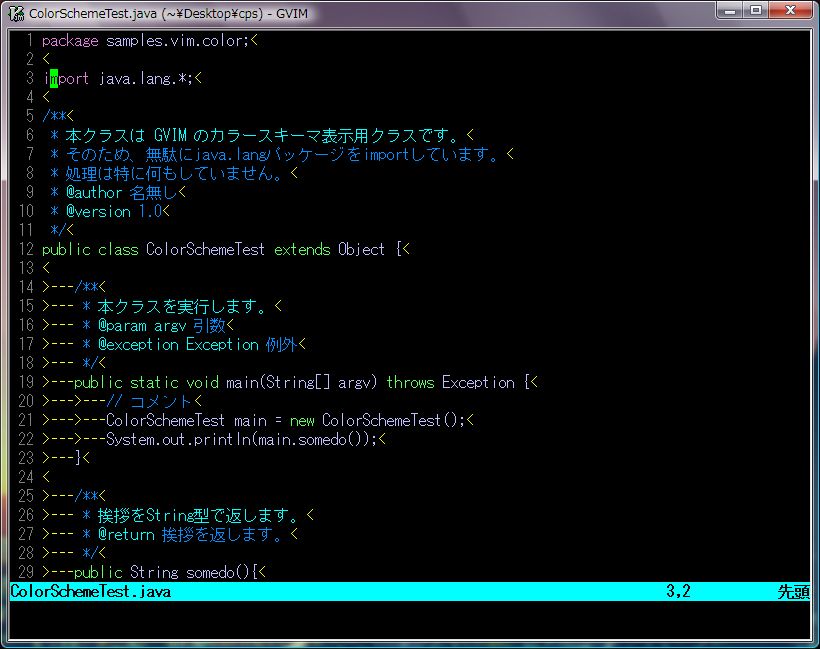 ColorSchemeTest.java (~¥Desktop¥cps) - GVIM
1 package samples.vim.color;<
2 <
3 import java.lang.*;<
4 <
5 /**<
6  * 本クラスは GVIM のカラースキーマ表示用クラスです。<
7  * そのため、無駄にjava.langパッケージをimportしています。<
8  * 処理は特に何もしていません。<
9  * @author 名無し<
10  * @version 1.0<
11  */<
12 public class ColorSchemeTest extends Object {<
13 <
14 >---/**<
15 >--- * 本クラスを実行します。<
16 >--- * @param argv 引数<
17 >--- * @exception Exception 例外<
18 >--- */<
19 >---public static void main(String[] argv) throws Exception {<
20 >--->---// コメント<
21 >--->---ColorSchemeTest main = new ColorSchemeTest();<
22 >--->---System.out.println(main.somedo());<
23 >---}<
24 <
25 >---/**<
26 >--- * 挨拶をString型で返します。<
27 >--- * @return 挨拶を返します。<
28 >--- */<
29 >---public String somedo(){<
ColorSchemeTest.java 3,2 先頭